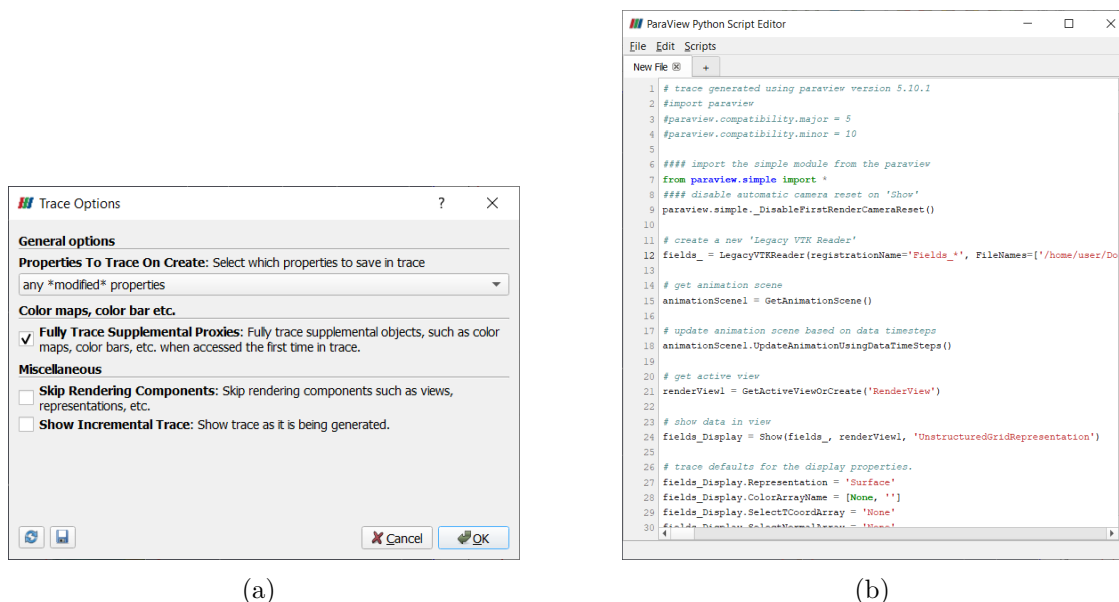 Trace Options
?
General options
Properties To Trace On Create: Select which properties to save in trace
any *modified* properties
Color maps, color bar etc.
Fully Trace Supplemental Proxies: Fully trace supplemental objects, such as color
maps, color bars, etc. when accessed the first time in trace.
Miscellaneous
Skip Rendering Components: Skip rendering components such as views,
representations, etc.
Show Incremental Trace: Show trace as it is being generated.
Cancel
OK
(a)
ParaView Python Script Editor
File Edit Scripts
New File
+
1 # trace generated using paraview version 5.10.1
2 #import paraview
3 #paraview.compatibility.major = 5
4 #paraview.compatibility.minor = 10
5
6 #### import the simple module from the paraview
7 from paraview.simple import *
8 #### disable automatic camera reset on 'Show'
9 paraview.simple._DisableFirstRenderCameraReset()
10
11 # create a new 'Legacy VTK Reader'
12 fields_ = LegacyVTKReader(registrationName='Fields_*', FileNames=['/home/user/Do
13
14 # get animation scene
15 animationScene1 = GetAnimationScene()
16
17 # update animation scene based on data timesteps
18 animationScene1.UpdateAnimationUsingDataTimeSteps()
19
20 # get active view
21 renderView1 = GetActiveViewOrCreate('RenderView')
22
23 # show data in view
24 fields_Display = Show(fields_, renderView1, 'UnstructuredGridRepresentation')
25
26 # trace defaults for the display properties.
27 fields_Display.Representation = 'Surface'
28 fields_Display.ColorArrayName = [None, '']
29 fields_Display.SelectTCoordArray = 'None'
30 fields_Display.SelectNormalArray = 'None'
(b)